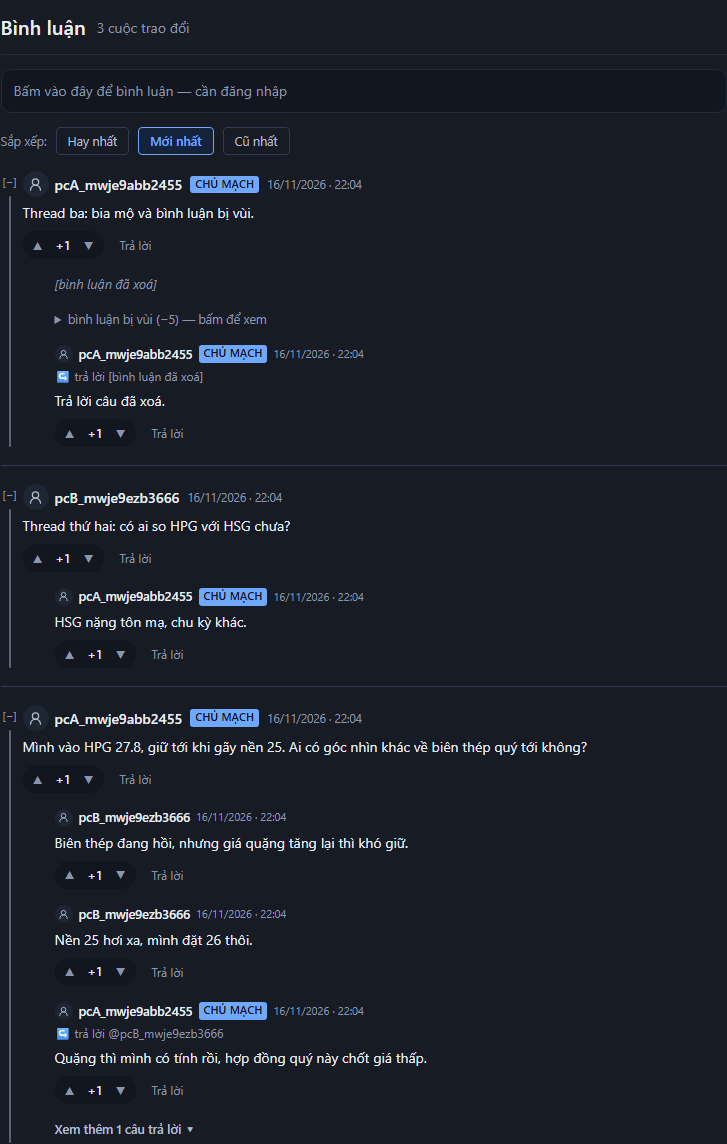 Bình luận 3 cuộc trao đổi
Bấm vào đây để bình luận — cần đăng nhập
Sắp xếp: Hay nhất Mới nhất Cũ nhất
[−] pcA_mwje9abb2455 CHỦ MẠCH 16/11/2026 · 22:04
Thread ba: bia mộ và bình luận bị vùi.
▲ +1 ▼ Trả lời
[bình luận đã xoá]
▶ bình luận bị vùi (−5) — bấm để xem
pcA_mwje9abb2455 CHỦ MẠCH 16/11/2026 · 22:04
↪ trả lời [bình luận đã xoá]
Trả lời câu đã xoá.
▲ +1 ▼ Trả lời
[−] pcB_mwje9ezb3666 16/11/2026 · 22:04
Thread thứ hai: có ai so HPG với HSG chưa?
▲ +1 ▼ Trả lời
pcA_mwje9abb2455 CHỦ MẠCH 16/11/2026 · 22:04
HSG nặng tôn mạ, chu kỳ khác.
▲ +1 ▼ Trả lời
[−] pcA_mwje9abb2455 CHỦ MẠCH 16/11/2026 · 22:04
Mình vào HPG 27.8, giữ tới khi gãy nền 25. Ai có góc nhìn khác về biên thép quý tới không?
▲ +1 ▼ Trả lời
pcB_mwje9ezb3666 16/11/2026 · 22:04
Biên thép đang hồi, nhưng giá quặng tăng lại thì khó giữ.
▲ +1 ▼ Trả lời
pcB_mwje9ezb3666 16/11/2026 · 22:04
Nền 25 hơi xa, mình đặt 26 thôi.
▲ +1 ▼ Trả lời
pcA_mwje9abb2455 CHỦ MẠCH 16/11/2026 · 22:04
↪ trả lời @pcB_mwje9ezb3666
Quặng thì mình có tính rồi, hợp đồng quý này chốt giá thấp.
▲ +1 ▼ Trả lời
Xem thêm 1 câu trả lời ▼